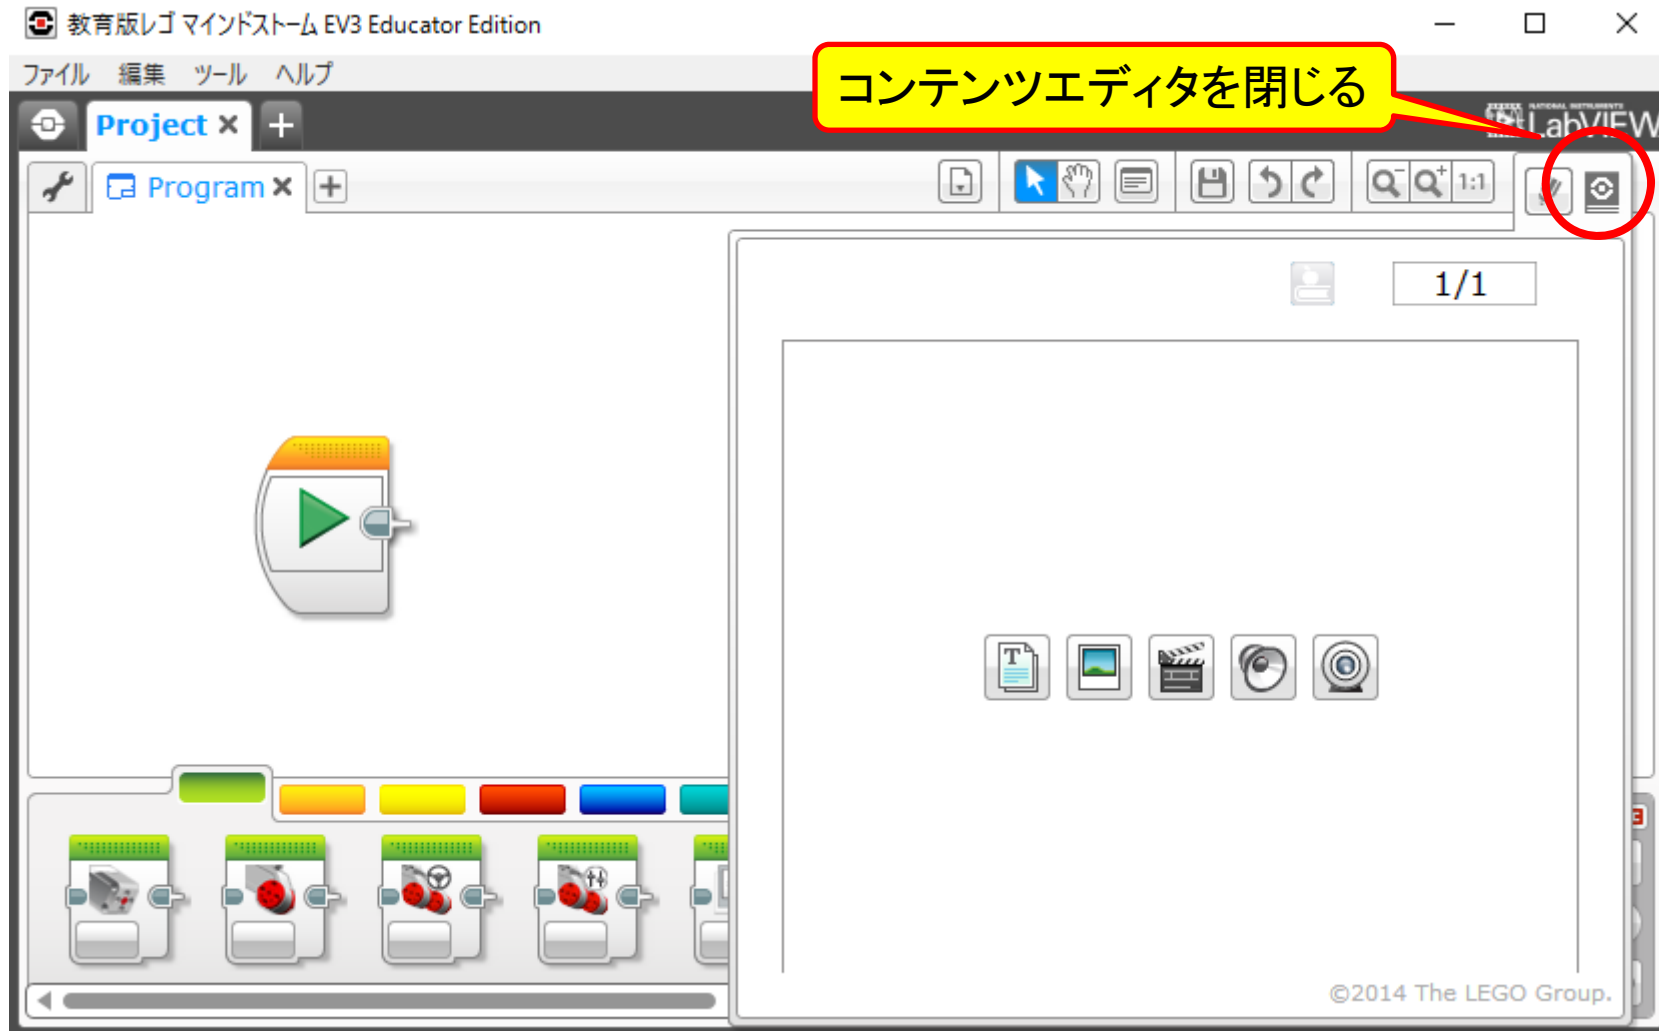 教育版レゴ マインドストーム EV3 Educator Edition
ファイル 編集 ツール ヘルプ
コンテンツエディタを閉じる
Project
NATIONAL INSTRUMENTS
LabVIEW
Program
1:1
1/1
T
©2014 The LEGO Group.